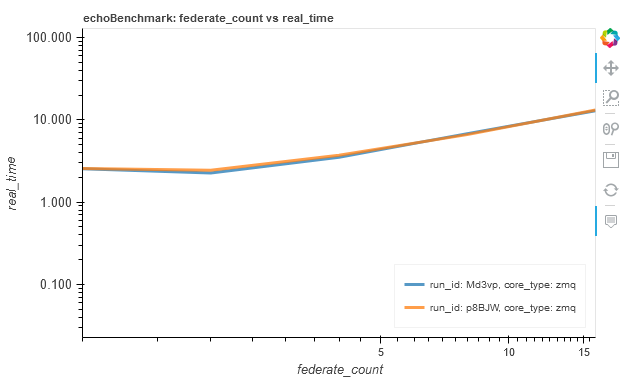 echoBenchmark: federate_count vs real_time
100.000
10.000
1.000
0.100
real_time
run_id: Md3vp, core_type: zmq
run_id: p8BJW, core_type: zmq
5
10
15
federate_count